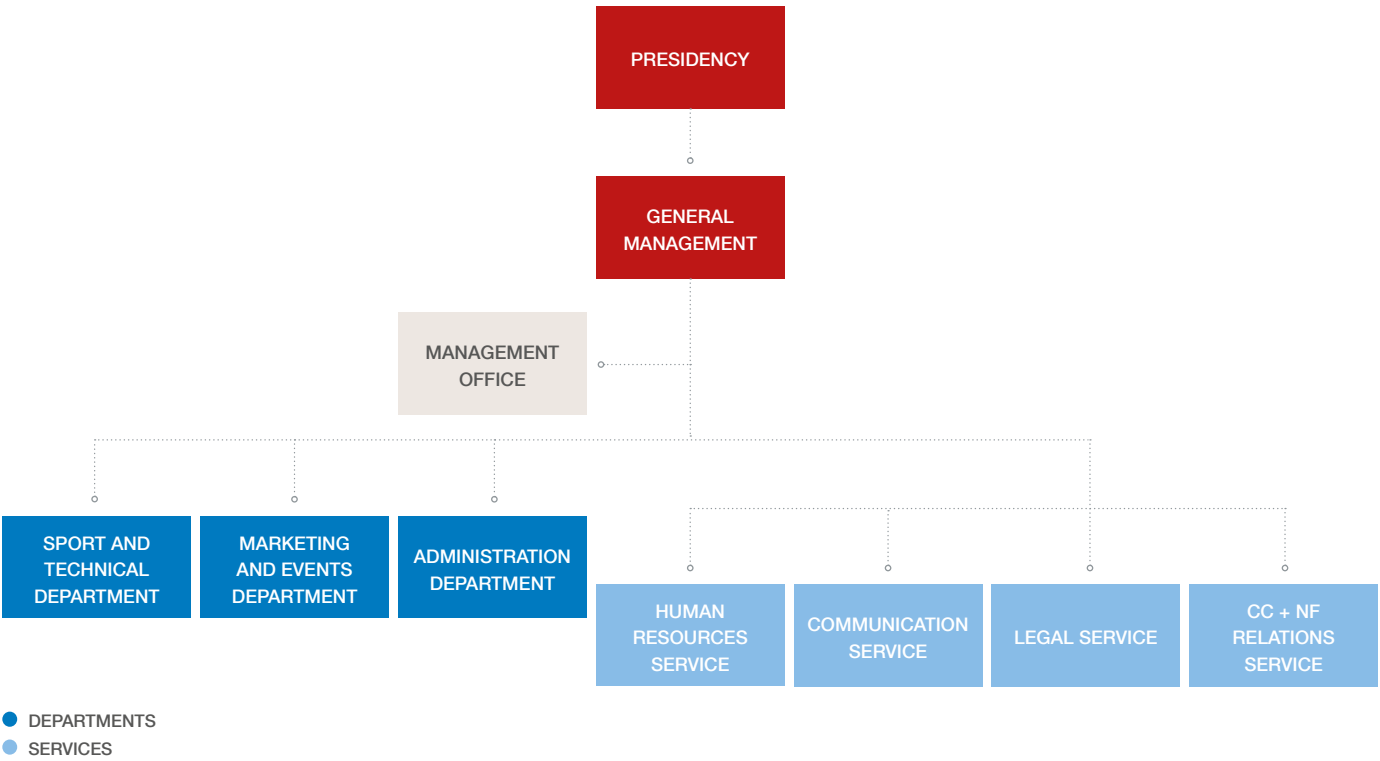 PRESIDENCY
GENERAL
MANAGEMENT
MANAGEMENT
OFFICE
SPORT AND
TECHNICAL
DEPARTMENT
MARKETING
AND EVENTS
DEPARTMENT
ADMINISTRATION
DEPARTMENT
HUMAN
RESOURCES
SERVICE
COMMUNICATION
SERVICE
LEGAL SERVICE
CC + NF
RELATIONS
SERVICE
DEPARTMENTS
SERVICES